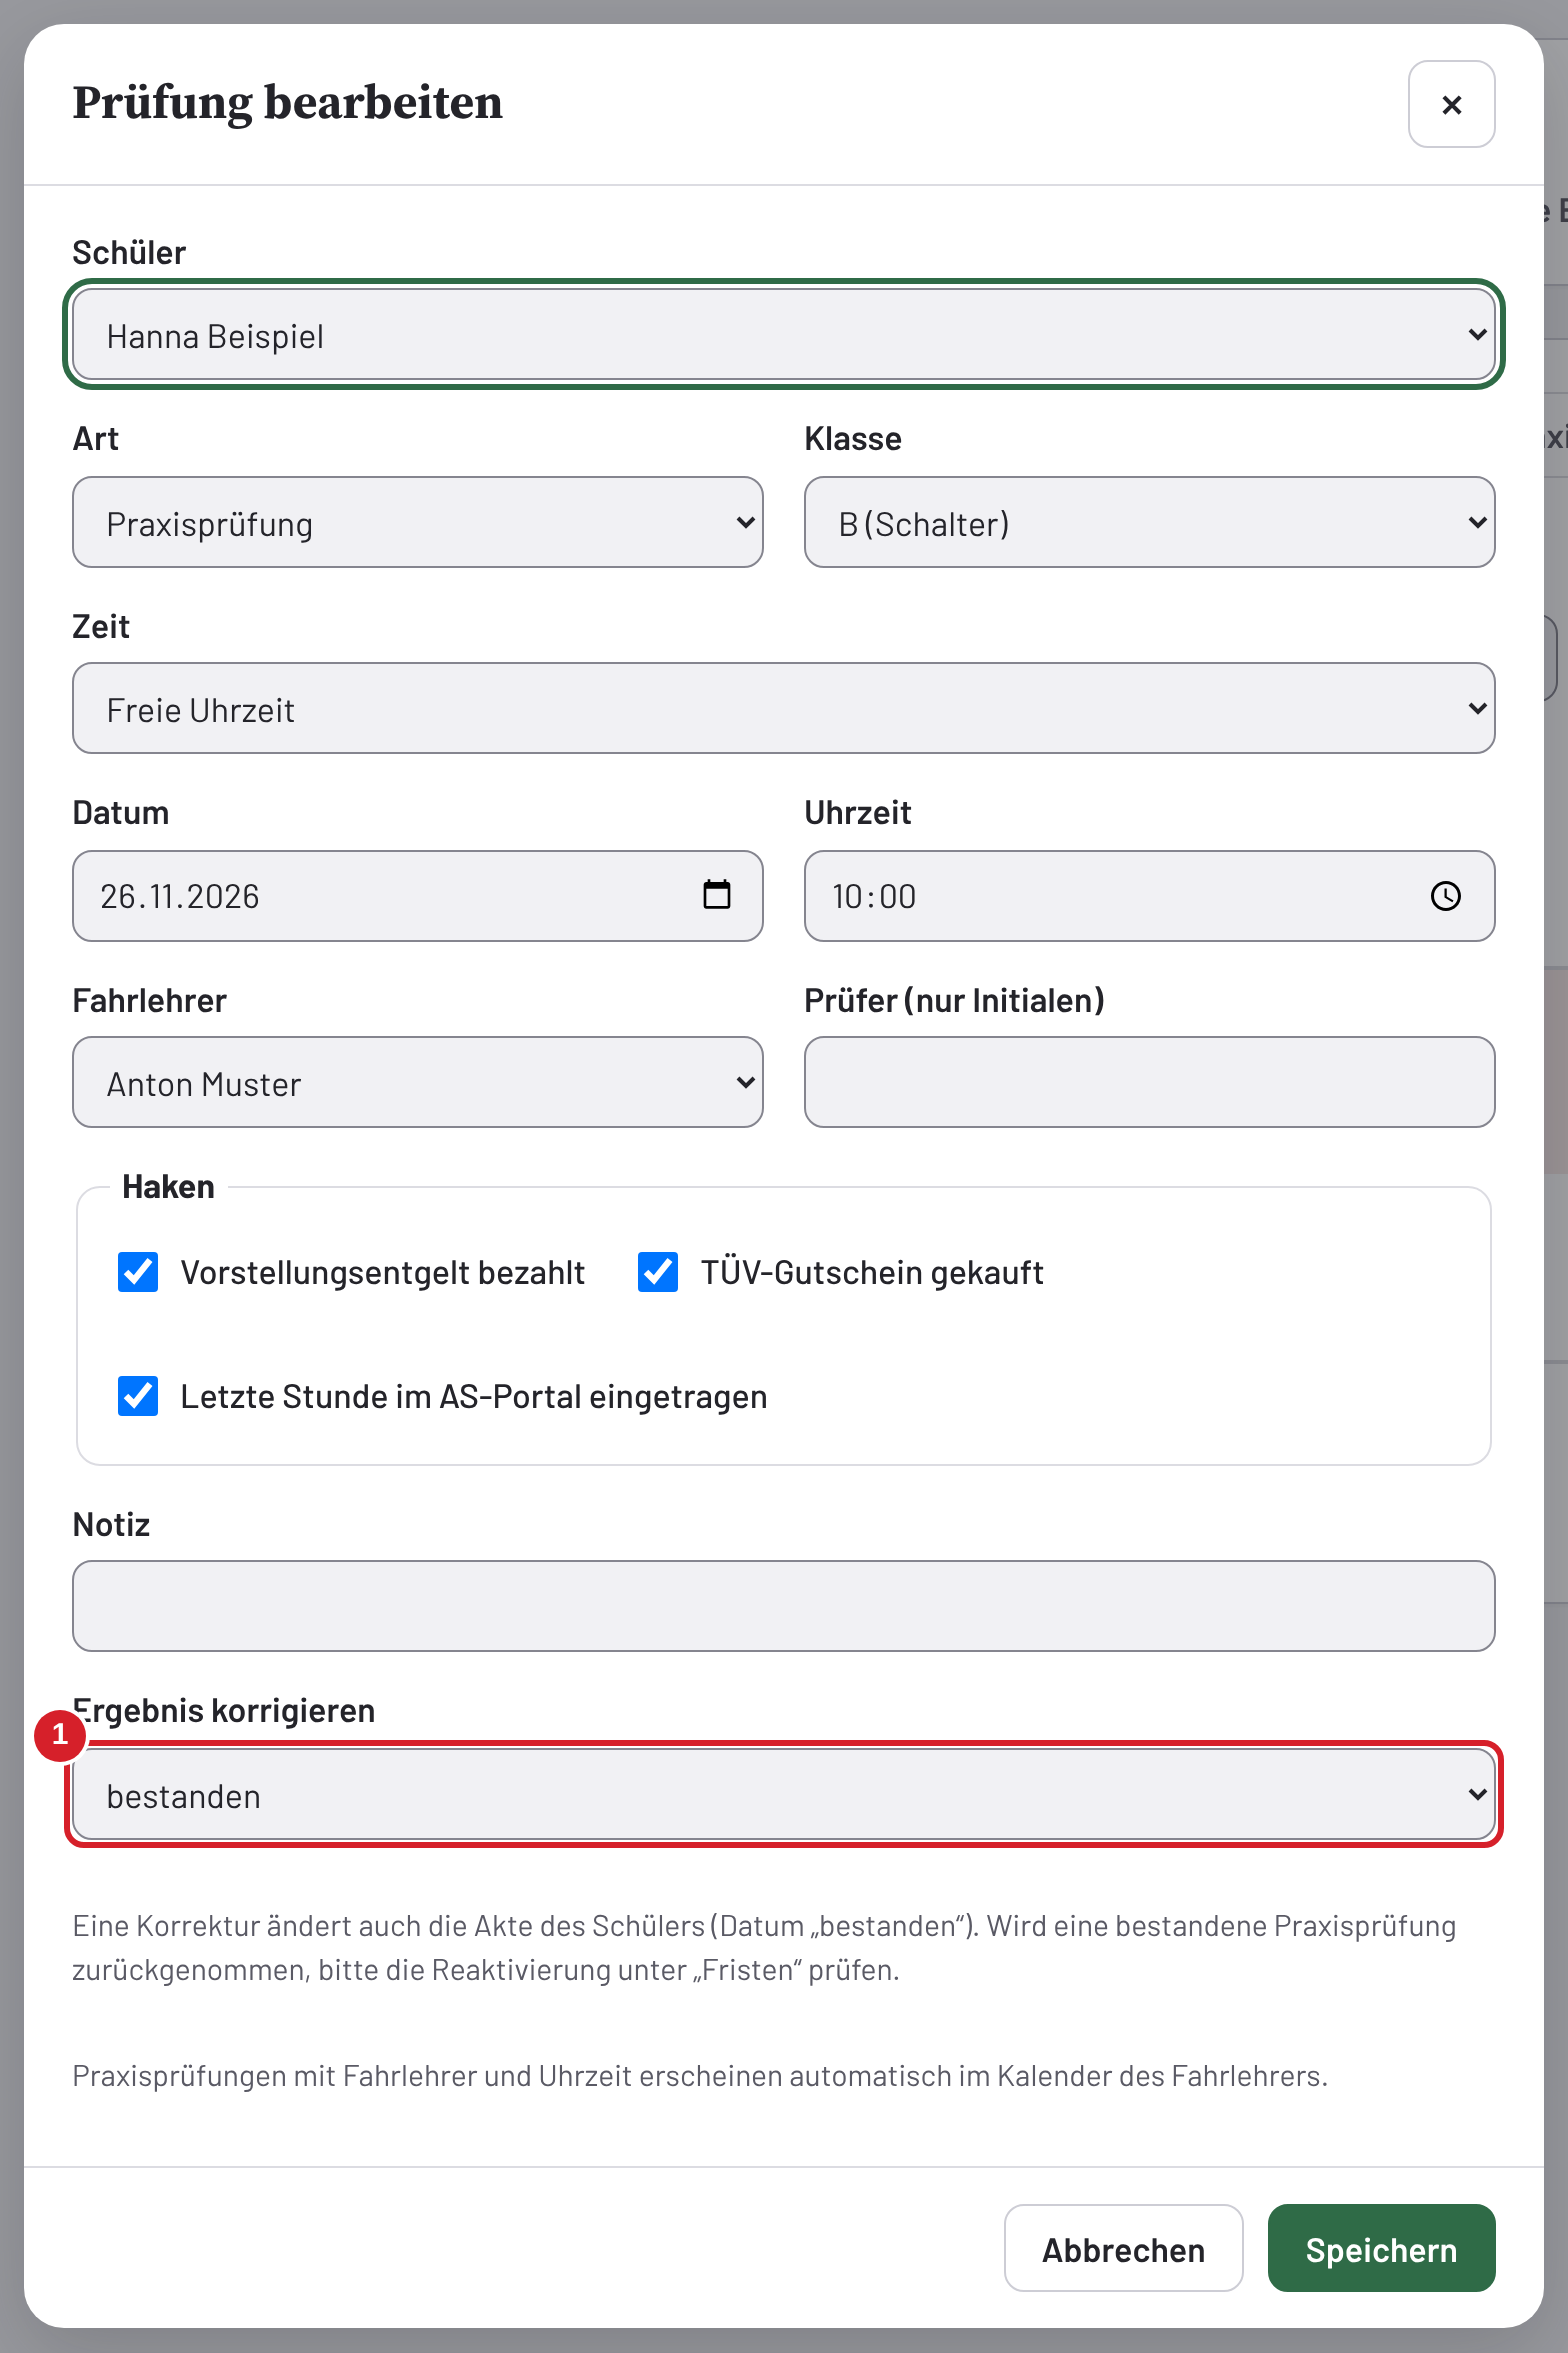 Prüfung bearbeiten
×
Schüler
Hanna Beispiel
Art
Klasse
Praxisprüfung
B (Schalter)
Zeit
Freie Uhrzeit
Datum
Uhrzeit
26.11.2026
10:00
Fahrlehrer
Prüfer (nur Initialen)
Anton Muster
Haken
Vorstellungsentgelt bezahlt
TÜV-Gutschein gekauft
Letzte Stunde im AS-Portal eingetragen
Notiz
Ergebnis korrigieren
1
bestanden
Eine Korrektur ändert auch die Akte des Schülers (Datum „bestanden“). Wird eine bestandene Praxisprüfung
zurückgenommen, bitte die Reaktivierung unter „Fristen“ prüfen.
Praxisprüfungen mit Fahrlehrer und Uhrzeit erscheinen automatisch im Kalender des Fahrlehrers.
Abbrechen
Speichern